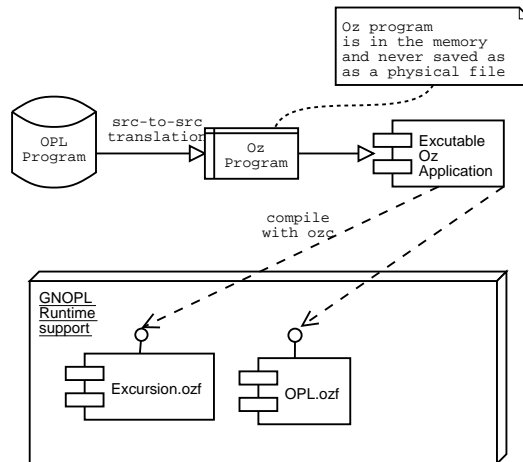 Oz program
is in the memory
and never saved as
as a physical file
src-to-src
translation
OPL
Program
Oz
Program
Excutable
Oz
Application
compile
with ozc
GNOPL
Runtime
support
Excursion.ozf
OPL.ozf